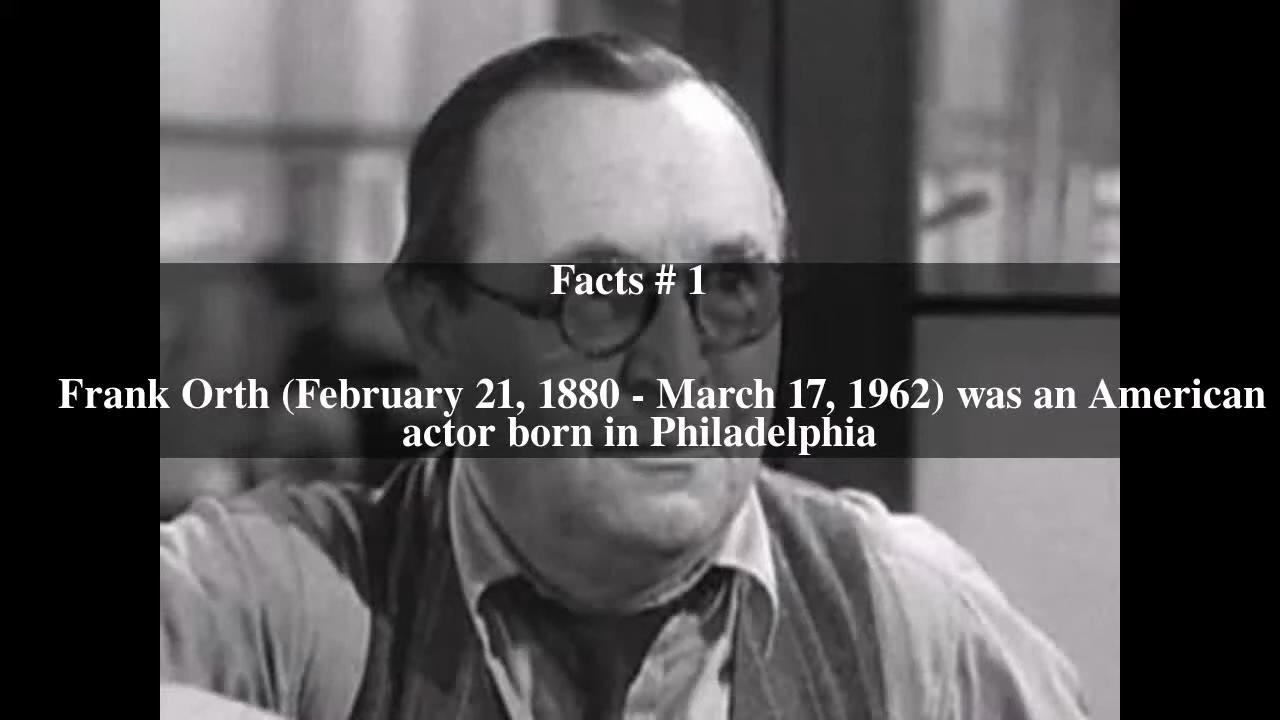 Facts # 1
Frank Orth (February 21, 1880 - March 17, 1962) was an American
actor born in Philadelphia